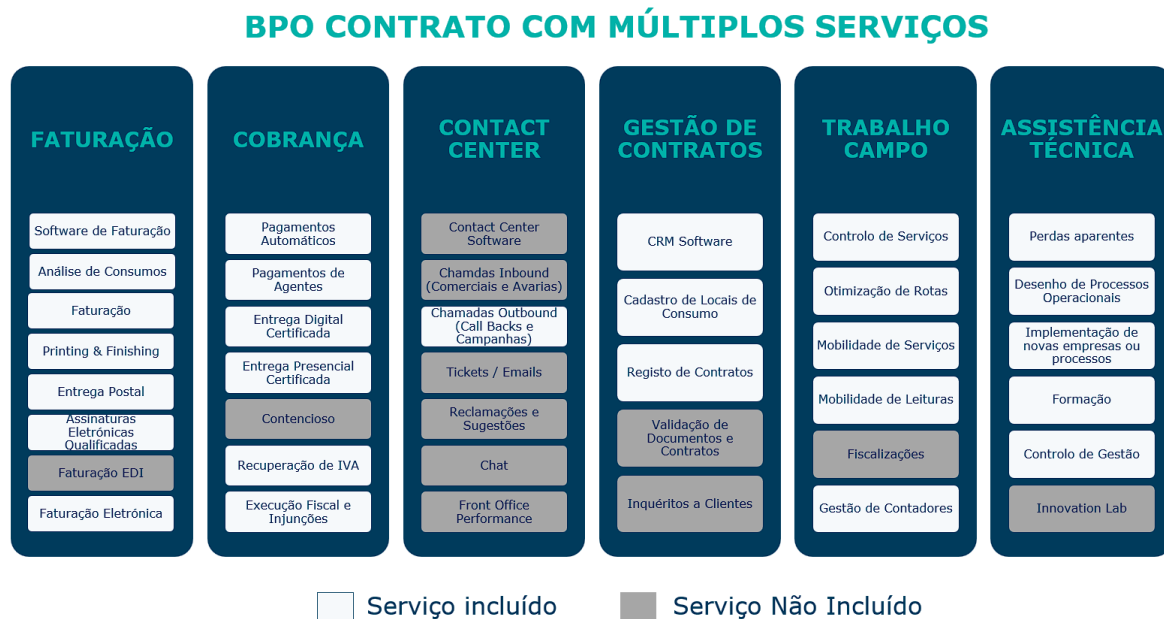 BPO CONTRATO COM MÚLTIPLOS SERVIÇOS
FATURAÇÃO
Software de Faturação
Análise de Consumos
Faturação
Printing & Finishing
Entrega Postal
Assinaturas
Eletrónicas
Qualificadas
Faturação EDI
Faturação Eletrónica
COBRANÇA
Pagamentos
Automáticos
Pagamentos de
Agentes
Entrega Digital
Certificada
Entrega Presencial
Certificada
Contencioso
Recuperação de IVA
Execução Fiscal e
Injunções
CONTACT
CENTER
Contact Center
Software
Chamdas Inbound
(Comerciais e Avarias)
Chamadas Outbound
(Call Backs e
Campanhas)
Tickets / Emails
Reclamações e
Sugestões
Chat
Front Office
Performance
GESTÃO DE
CONTRATOS
CRM Software
Cadastro de Locais de
Consumo
Registo de Contratos
Validação de
Documentos e
Contratos
Inquéritos a Clientes
TRABALHO
CAMPO
Controlo de Serviços
Otimização de Rotas
Mobilidade de Serviços
Mobilidade de Leituras
Fiscalizações
Gestão de Contadores
ASSISTÊNCIA
TÉCNICA
Perdas aparentes
Desenho de Processos
Operacionais
Implementação de
novas empresas ou
processos
Formação
Controlo de Gestão
Innovation Lab
Serviço incluído
Serviço Não Incluído